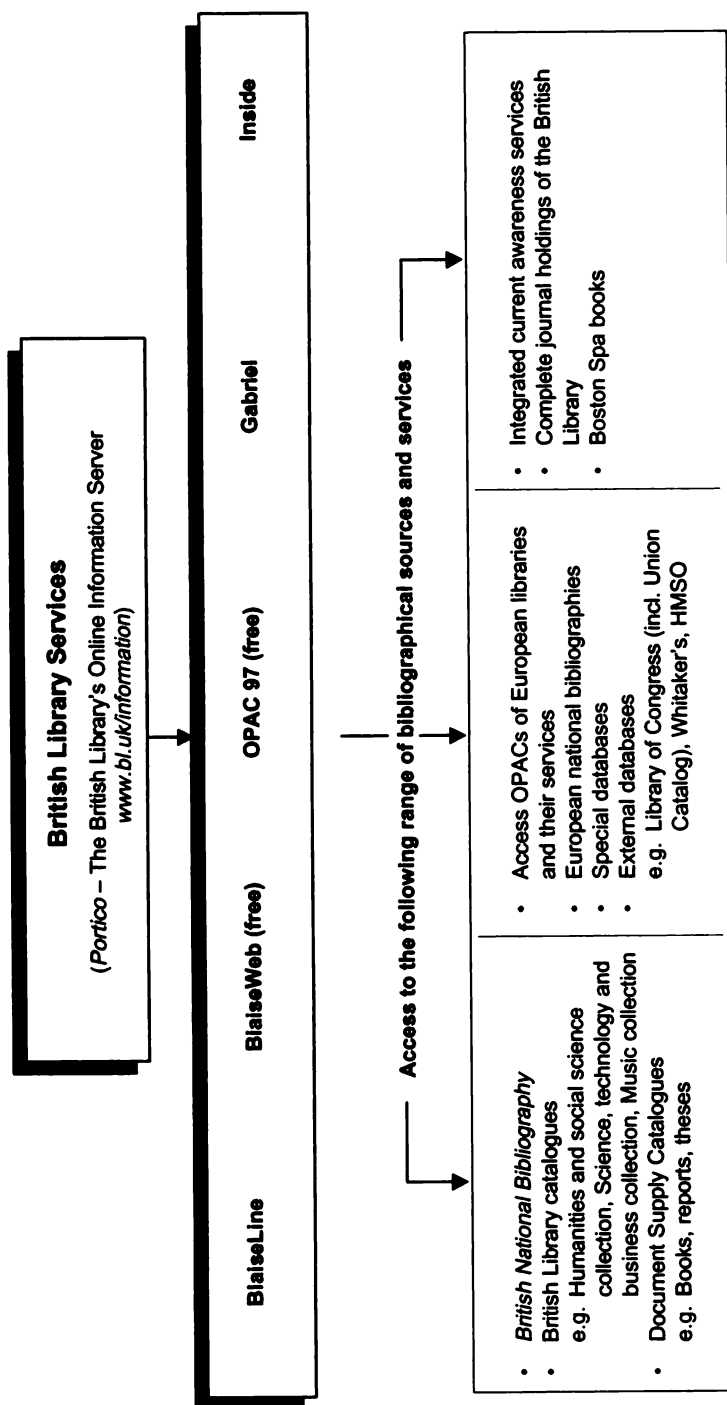 British Library Services
(Portico – The British Library's Online Information Server
www.bl.uk/information)
BlaiseLine
BlaiseWeb (free)
OPAC 97 (free)
Gabriel
Inside
Access to the following range of bibliographical sources and services
• British National Bibliography
• British Library catalogues
e.g. Humanities and social science
collection, Science, technology and
business collection, Music collection
• Document Supply Catalogues
e.g. Books, reports, theses
• Access OPACs of European libraries
and their services
• European national bibliographies
• Special databases
• External databases
e.g. Library of Congress (incl. Union
Catalog), Whitaker's, HMSO
• Integrated current awareness services
• Complete journal holdings of the British
Library
• Boston Spa books